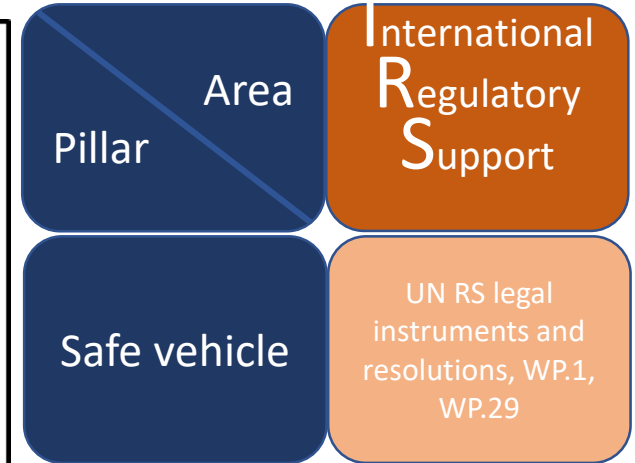 Area
Pillar
International
Regulatory
Support
Safe vehicle
UN RS legal
instruments and
resolutions, WP.1,
WP.29